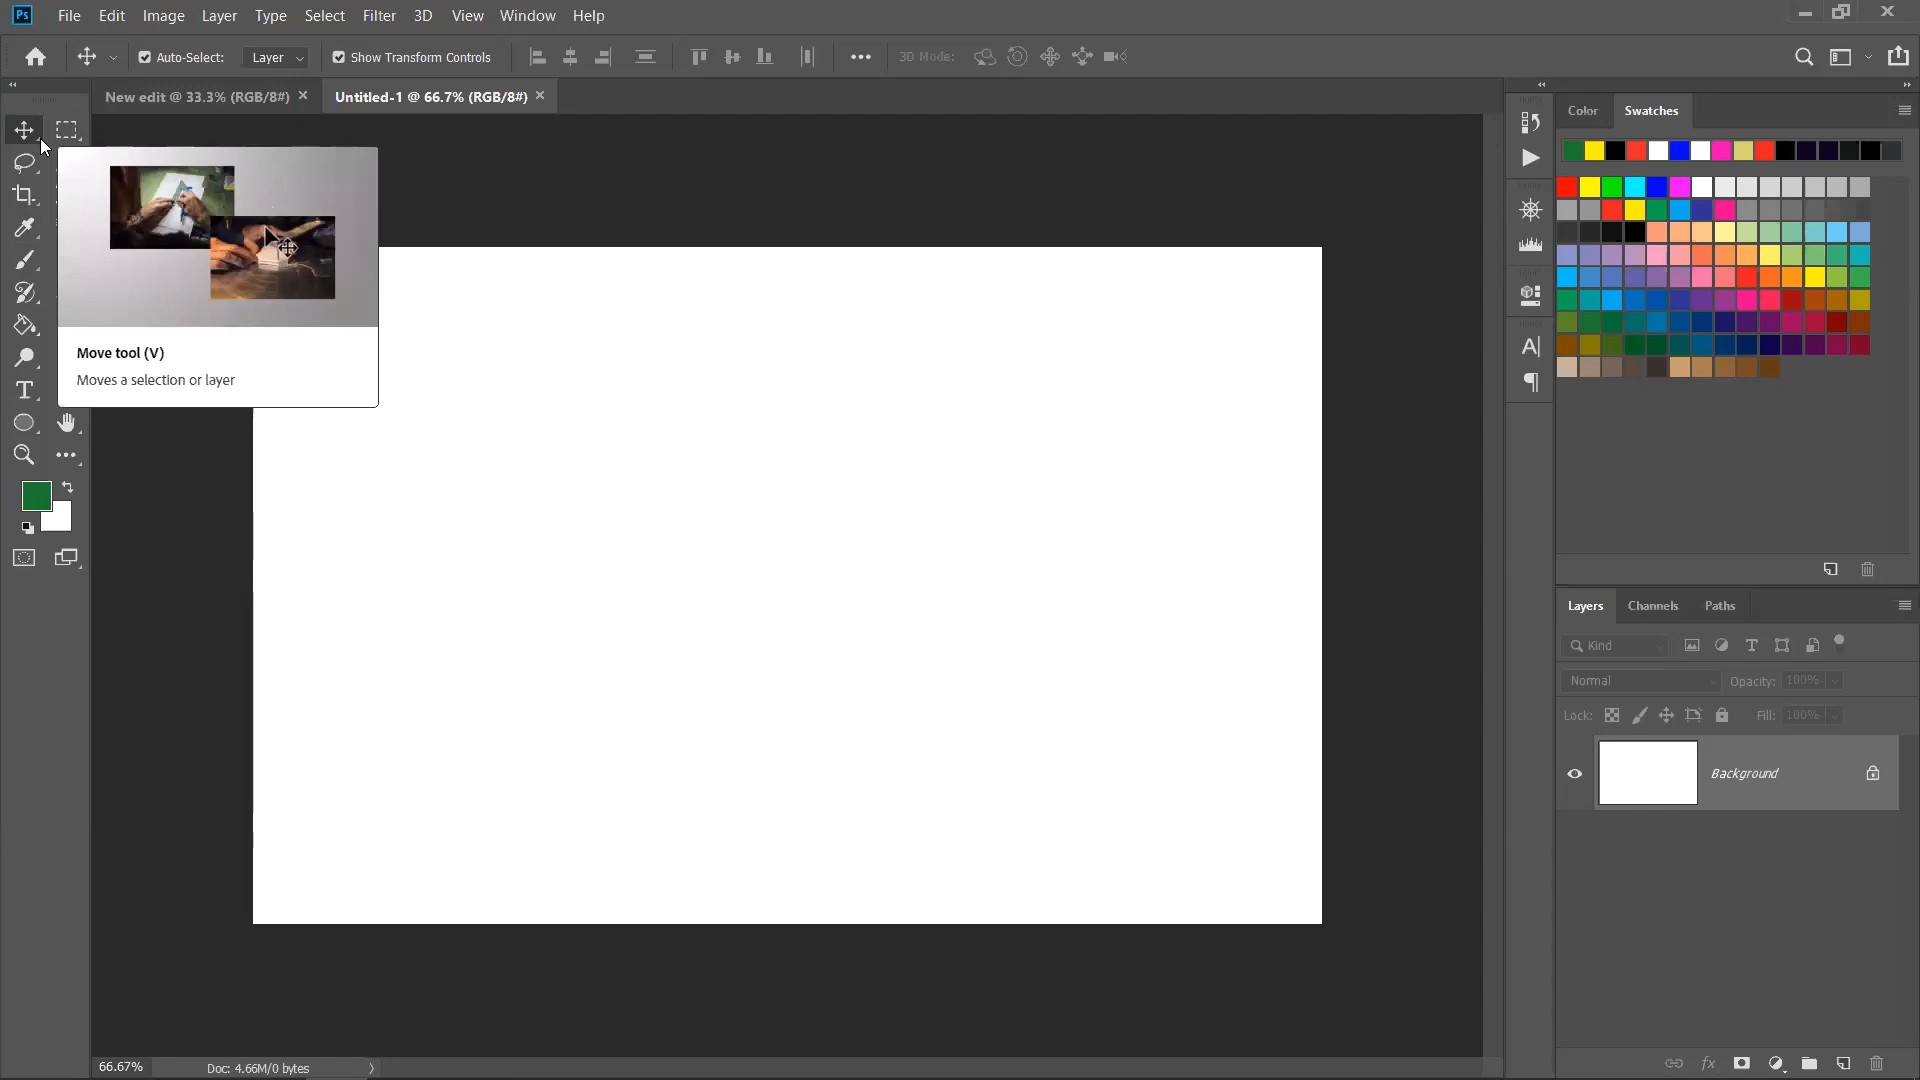 Ps File Edit Image Layer Type Select Filter 3D View Window Help
Auto-Select: Layer Show Transform Controls 3D Mode:
New edit @ 33.3% (RGB/8#) × Untitled-1 @ 66.7% (RGB/8#) ×
Color Swatches
Move tool (V)
Moves a selection or layer
Layers Channels Paths
Kind
Normal Opacity: 100%
Lock: Fill: 100%
Background
66.67% Doc: 4.66M/0 bytes
fx